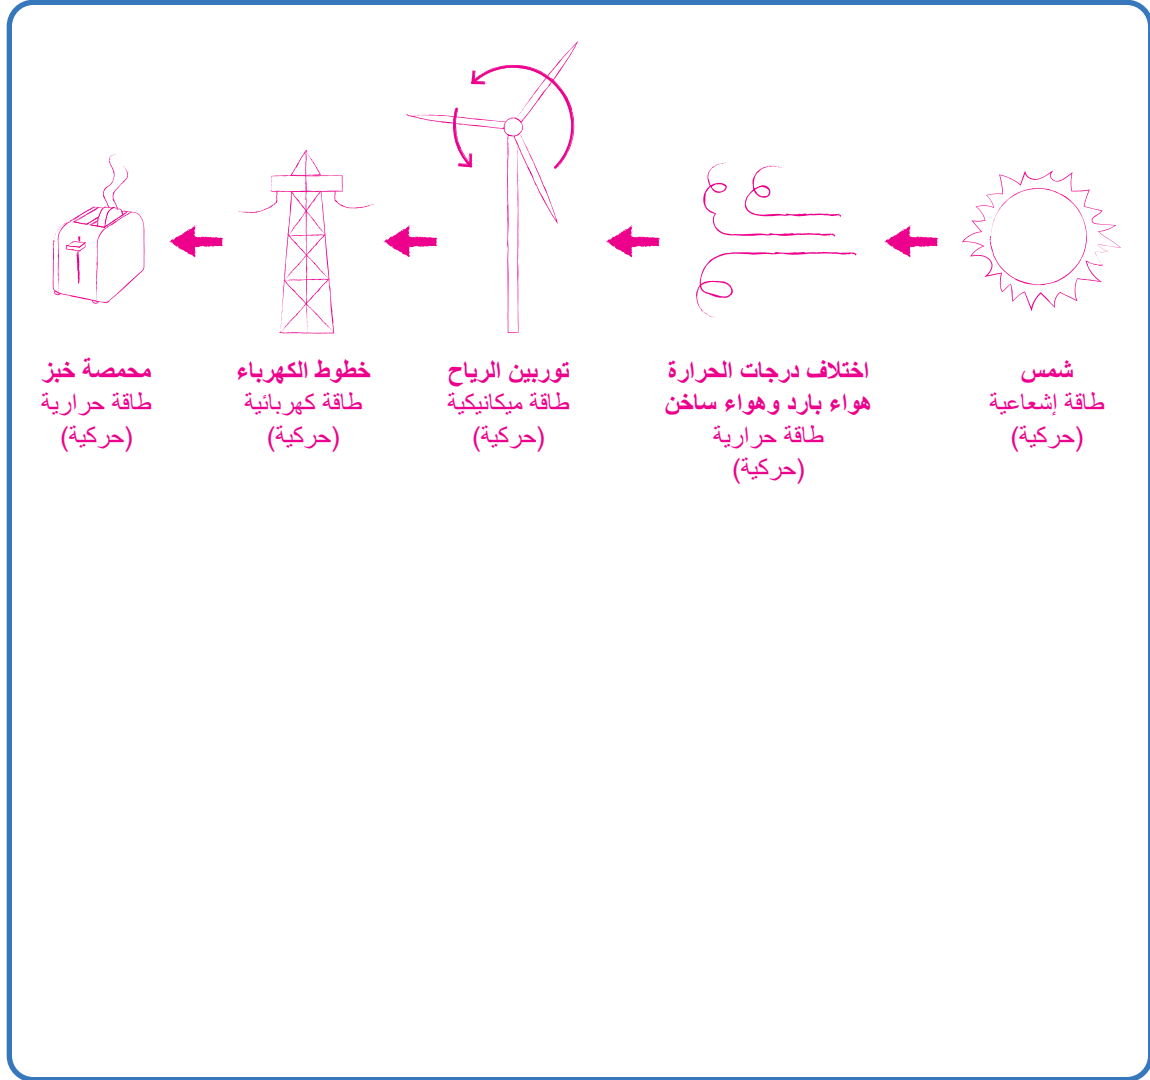 شمس
طاقة إشعاعية
(حركية)
اختلاف درجات الحرارة
هواء بارد وهواء ساخن
طاقة حرارية
(حركية)
توربين الرياح
طاقة ميكانيكية
(حركية)
خطوط الكهرباء
طاقة كهربائية
(حركية)
محمصة خبز
طاقة حرارية
(حركية)